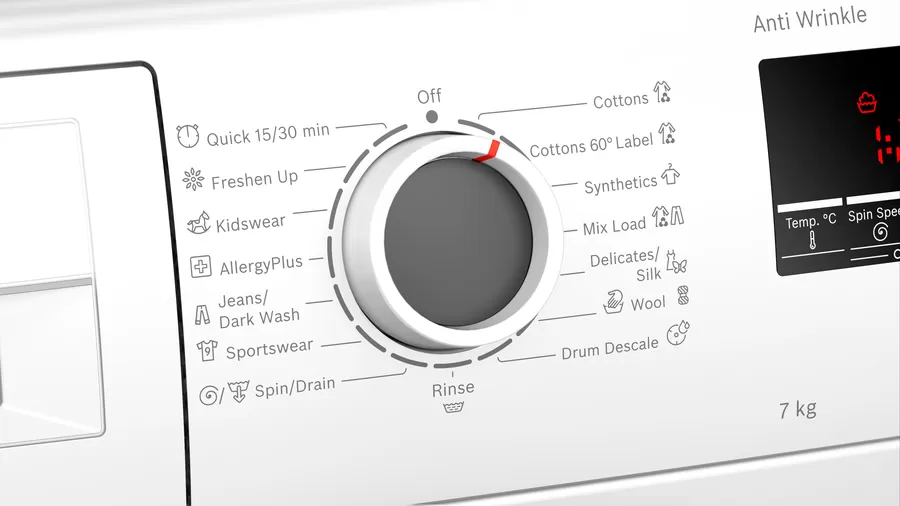 Anti Wrinkle
Off
Quick 15/30 min
Freshen Up
Kidswear
AllergyPlus
Jeans/
Dark Wash
Sportswear
Spin/Drain
Rinse
Cottons
Cottons 60° Label
Synthetics
Mix Load
Delicates/
Silk
Wool
Drum Descale
Temp. °C
Spin
7 kg